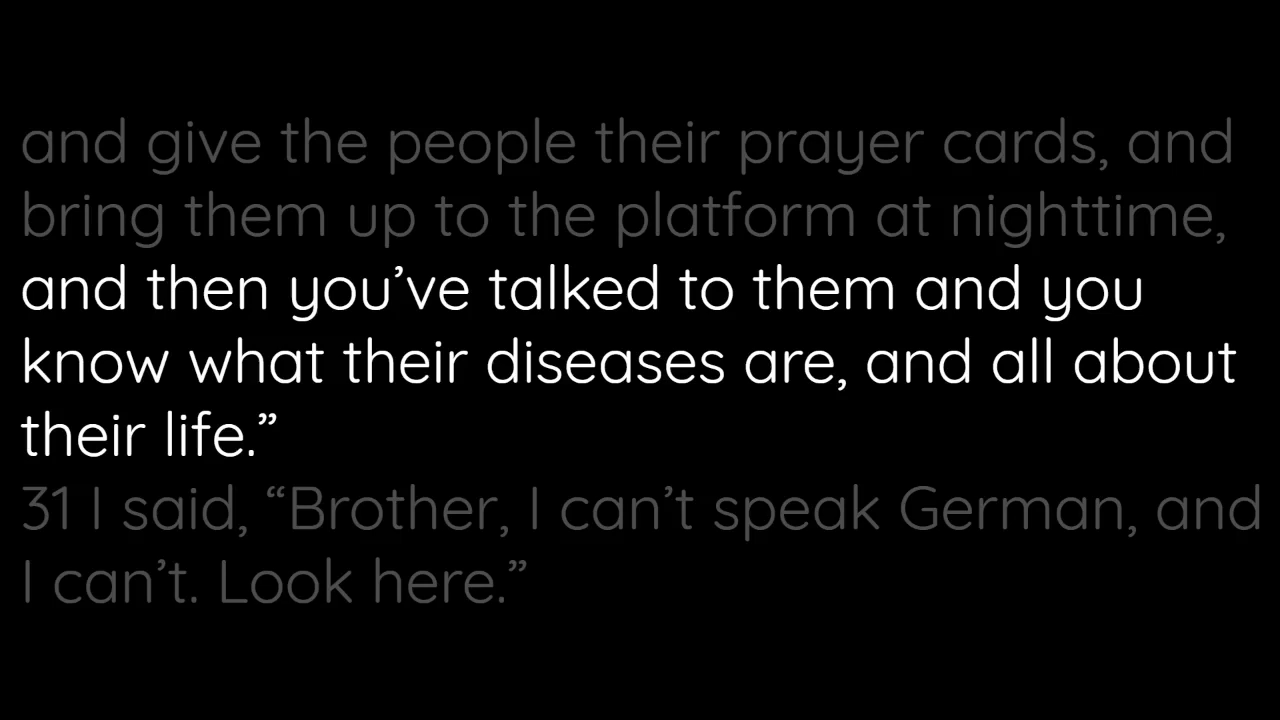 and give the people their prayer cards, and
bring them up to the platform at nighttime,
and then you’ve talked to them and you
know what their diseases are, and all about
their life.”
31 I said, “Brother, I can’t speak German, and
I can’t. Look here.”